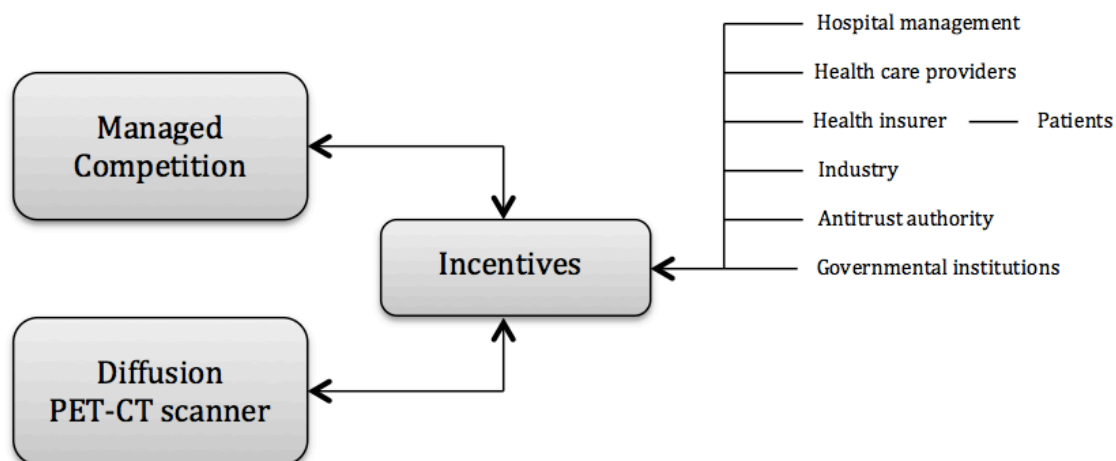 Managed
Competition
Diffusion
PET-CT scanner
Incentives
Hospital management
Health care providers
Health insurer
Patients
Industry
Antitrust authority
Governmental institutions